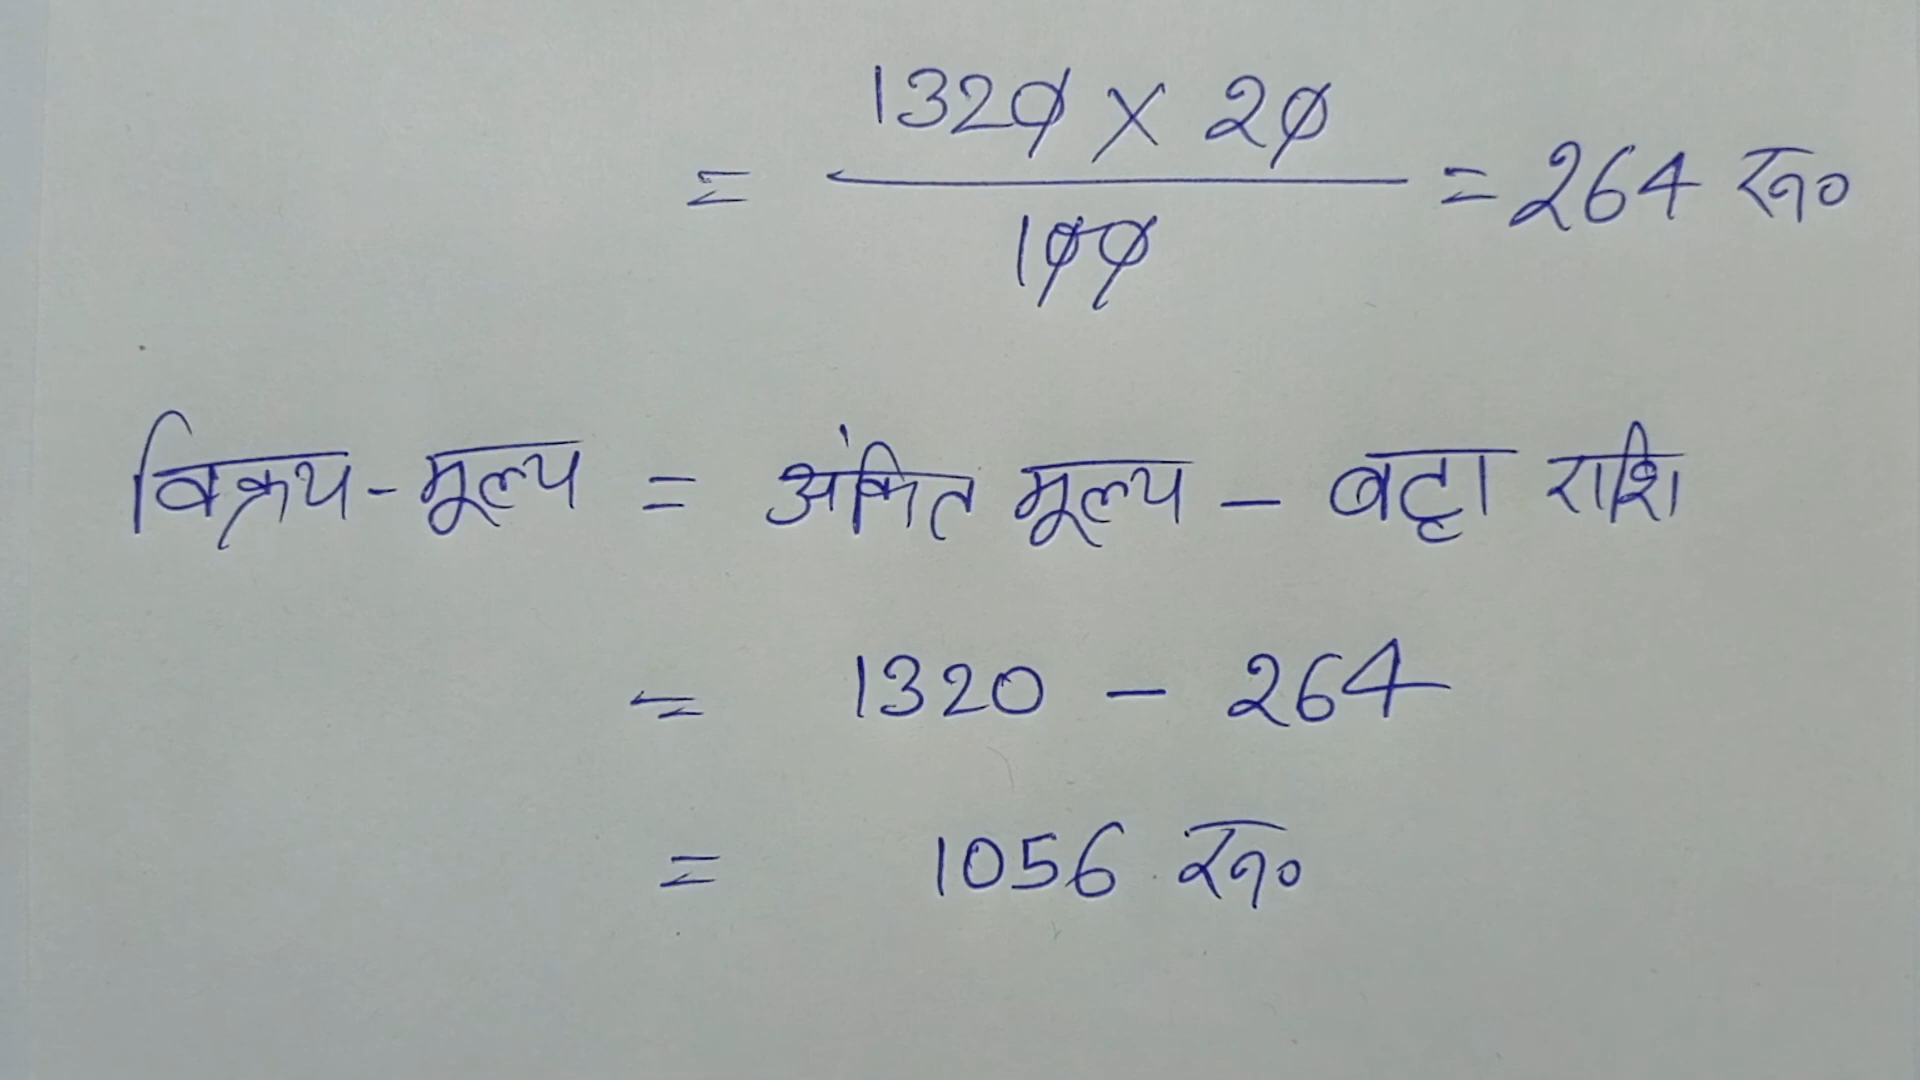 = 1320 × 20 / 100 = 264 रू०
विक्रय-मूल्य = अंकित मूल्य - बट्टा राशि
= 1320 - 264
= 1056 रू०